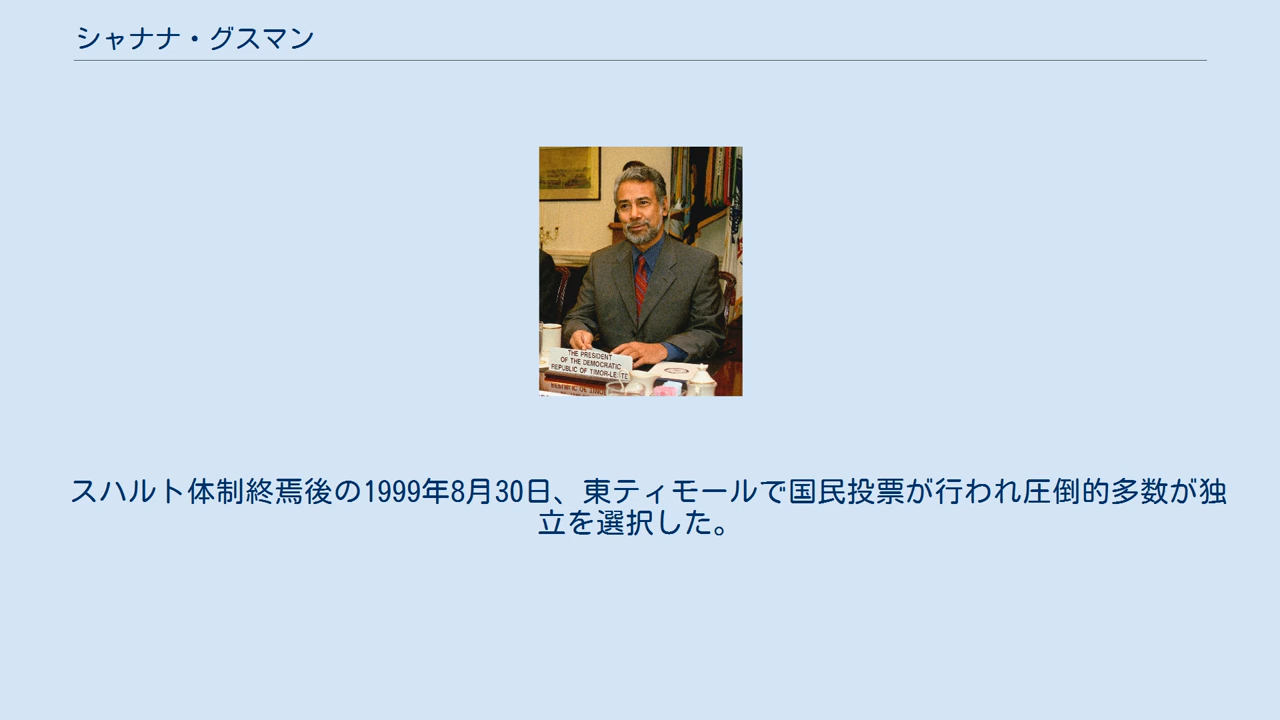 シャナナ・グスマン
THE PRESIDENT
OF THE DEMOCRATIC
REPUBLIC OF TIMOR-LESTE
スハルト体制終焉後の1999年8月30日、東ティモールで国民投票が行われ圧倒的多数が独
立を選択した。